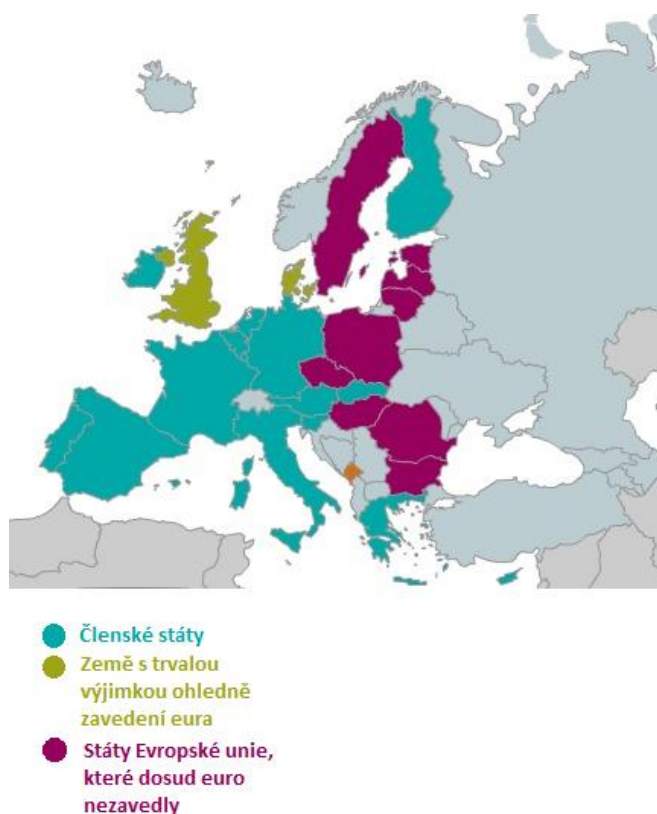 Členské státy
Země s trvalou
výjimkou ohledně
zavedení eura
Státy Evropské unie,
které dosud euro
nezavedly